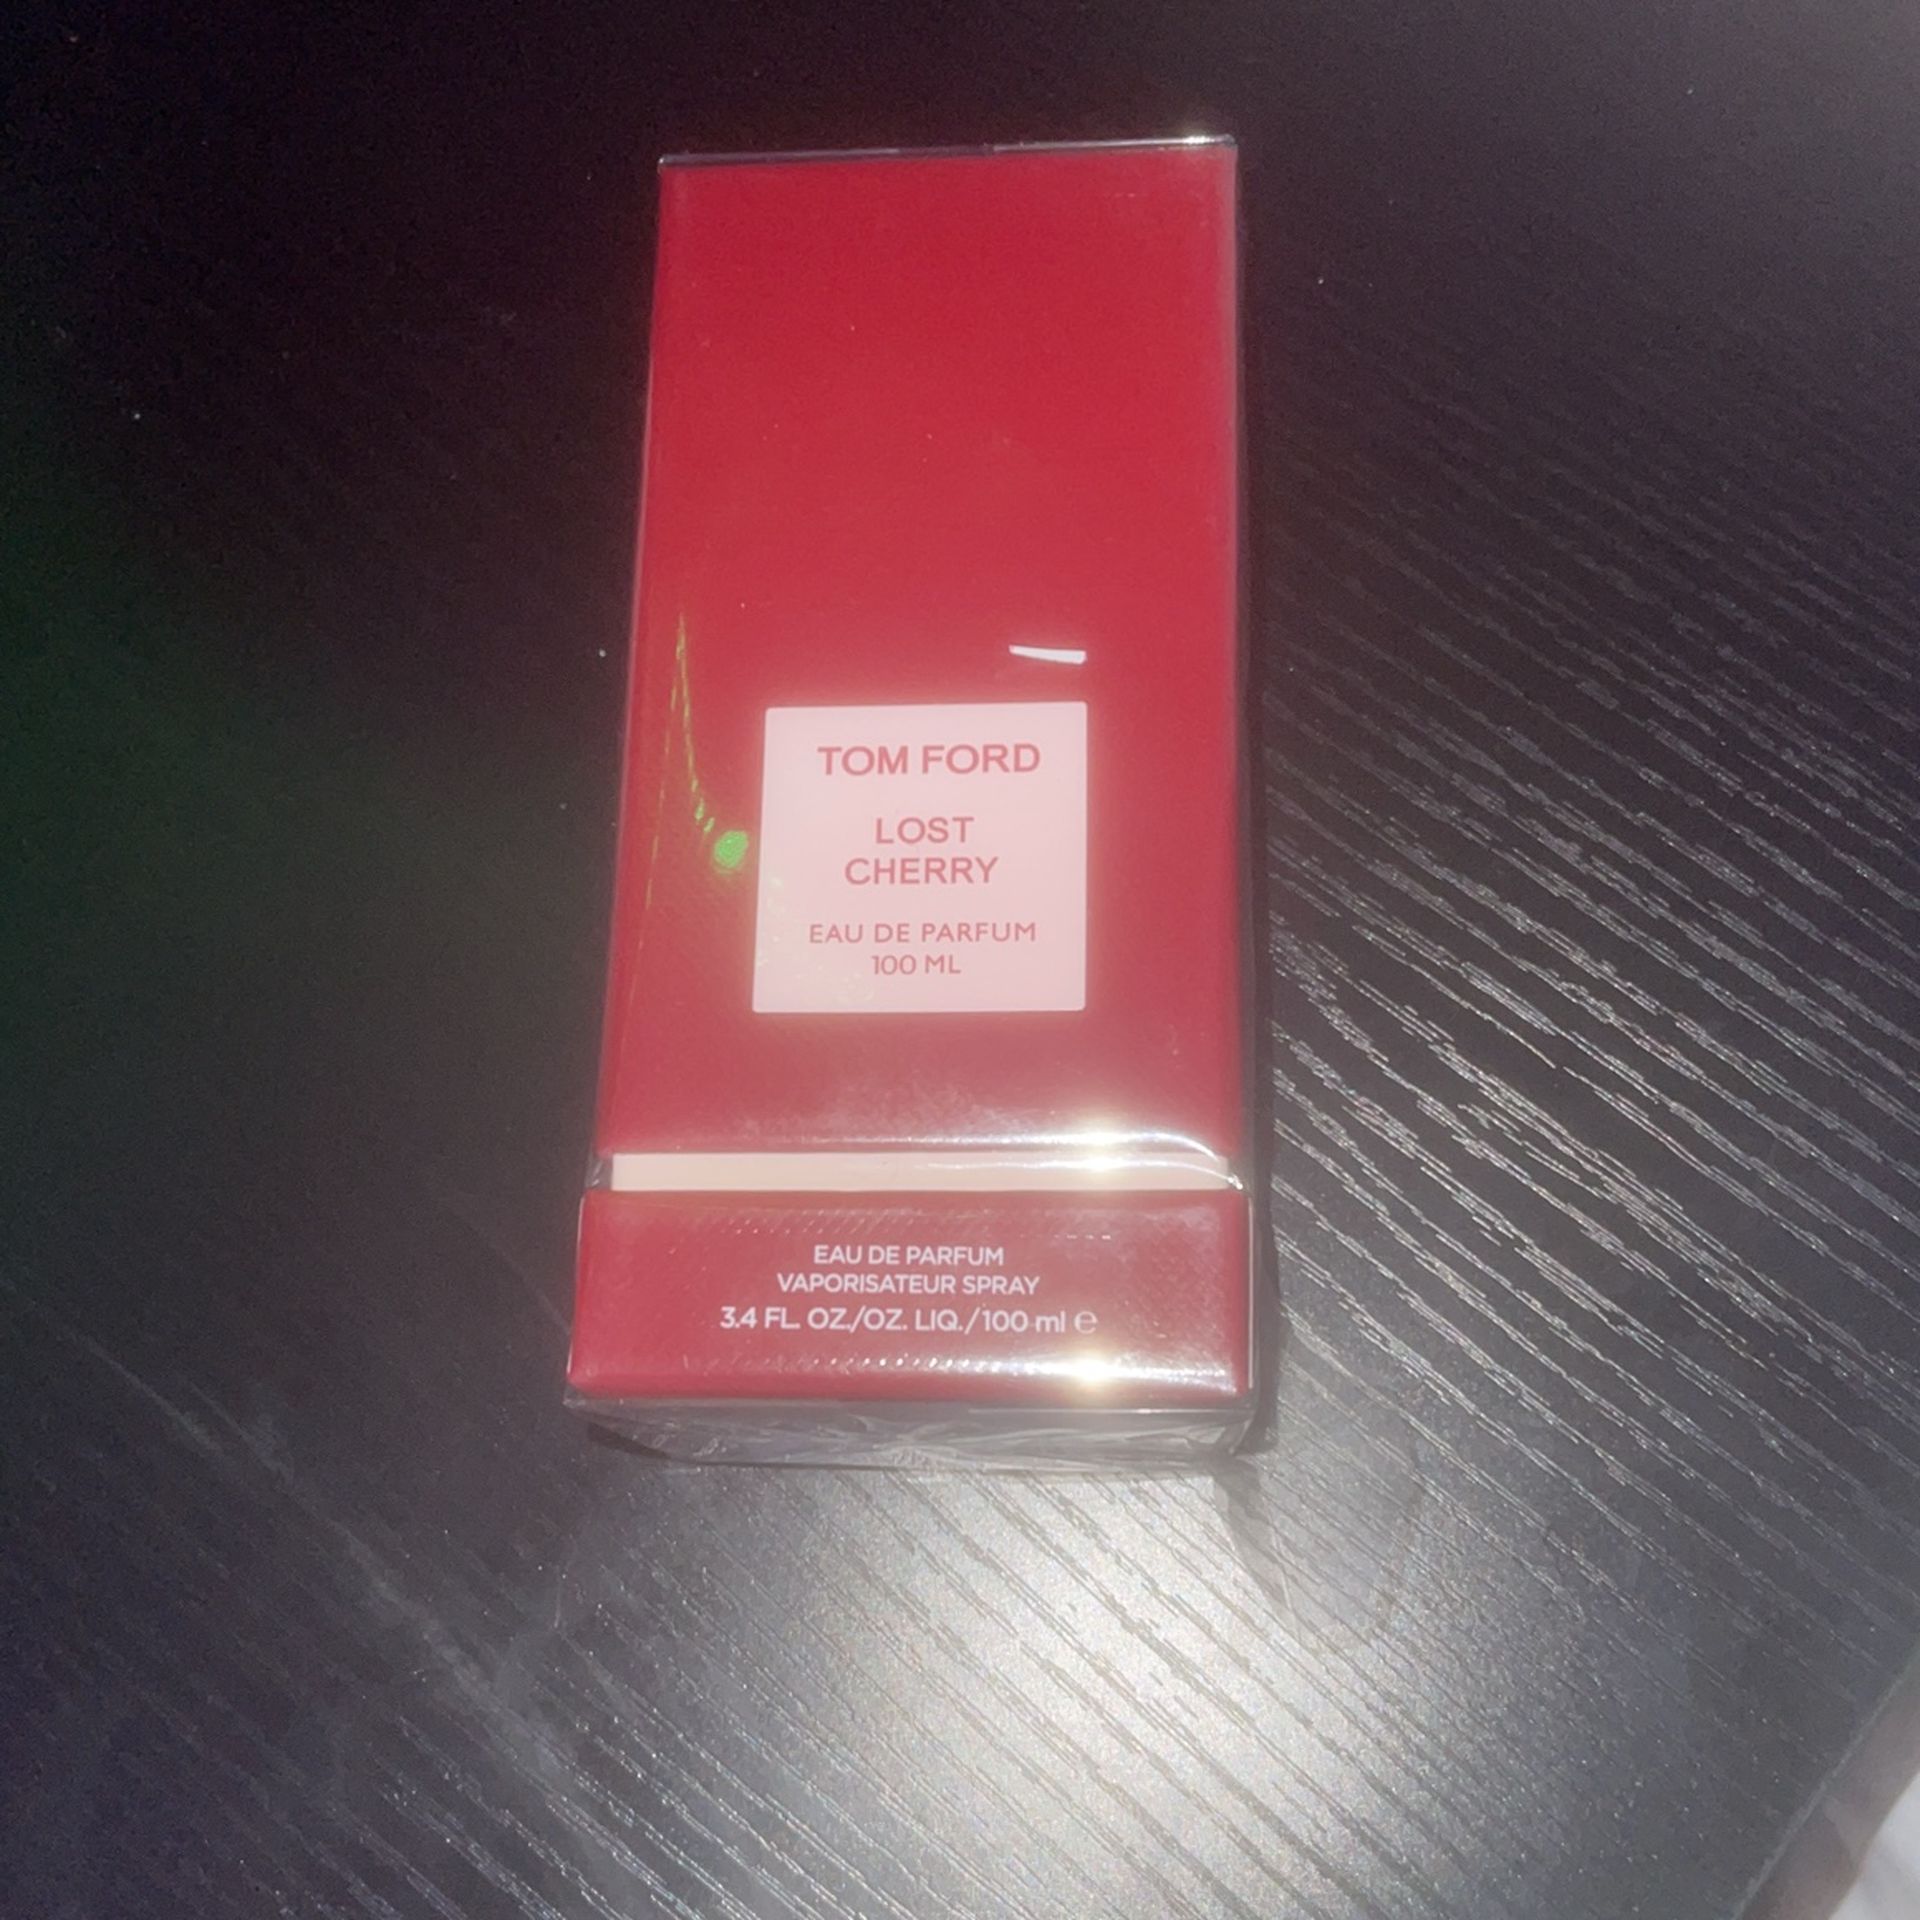 TOM FORD
LOST
CHERRY
EAU DE PARFUM
100 ML
EAU DE PARFUM
VAPORISATEUR SPRAY
3.4 FL. OZ./OZ. LIQ./100 ml ℮